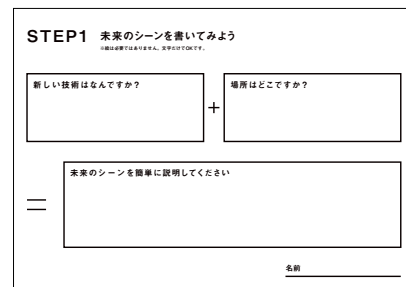 STEP1 未来のシーンを書いてみよう
※絵は必要ではありません。文字だけでOKです。
新しい技術はなんですか？
+
場所はどこですか？
=
未来のシーンを簡単に説明してください
名前